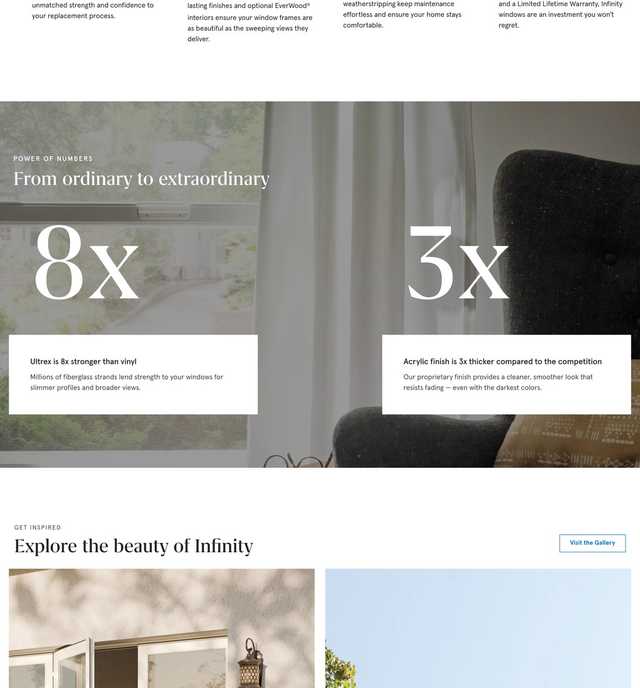 unmatched strength and confidence to
your replacement process.
lasting finishes and optional EverWood®
interiors ensure your window frames are
as beautiful as the sweeping views they
deliver.
weatherstripping keep maintenance
effortless and ensure your home stays
comfortable.
and a Limited Lifetime Warranty, Infinity
windows are an investment you won't
regret.
POWER OF NUMBERS
From ordinary to extraordinary
8x
Ultrex is 8x stronger than vinyl
Millions of fiberglass strands lend strength to your windows for
slimmer profiles and broader views.
3x
Acrylic finish is 3x thicker compared to the competition
Our proprietary finish provides a cleaner, smoother look that
resists fading — even with the darkest colors.
GET INSPIRED
Explore the beauty of Infinity
Visit the Gallery